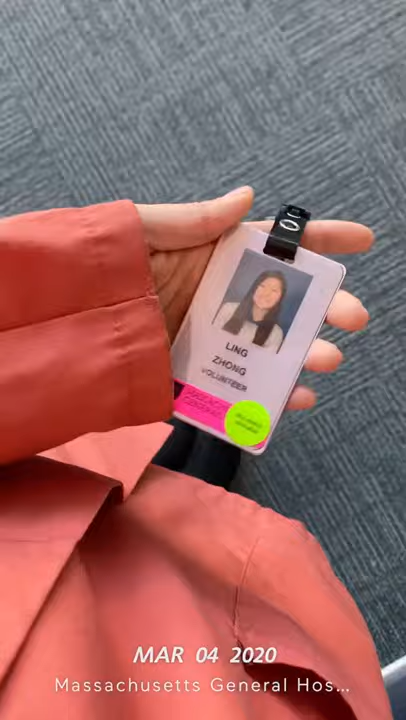 LING
ZHONG
VOLUNTEER
MAR 04 2020
Massachusetts General Hos...